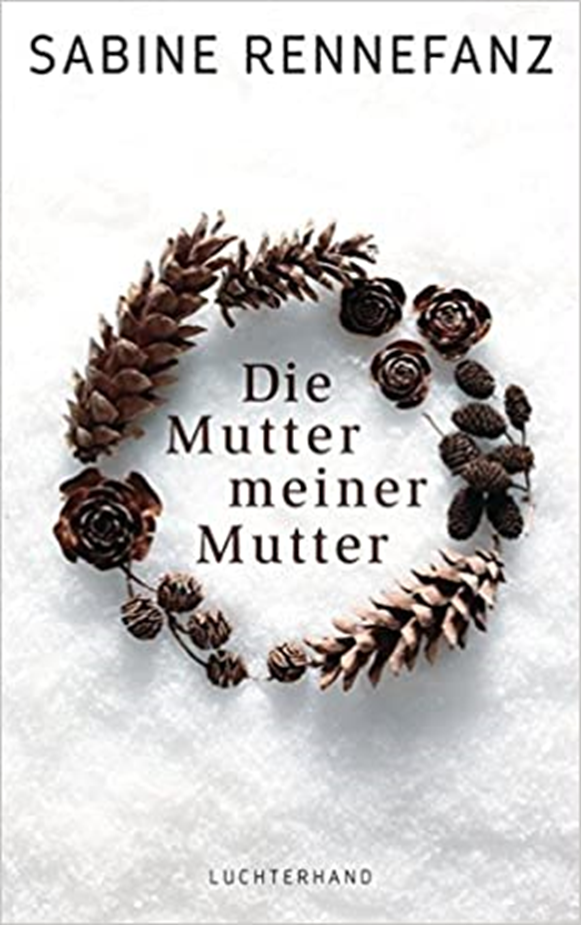 SABINE RENNEFANZ
Die
Mutter
meiner
Mutter
LUCHTERHAND